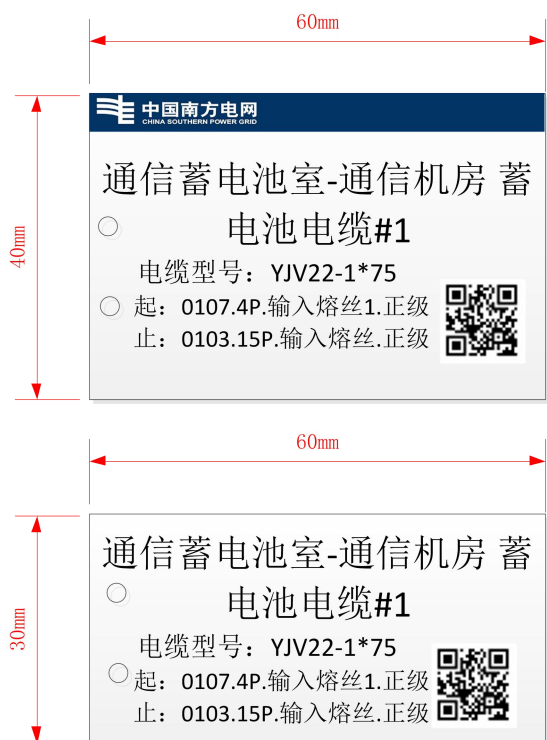 60mm
40mm
中国南方电网
CHINA SOUTHERN POWER GRID
通信蓄电池室-通信机房 蓄
电池电缆#1
电缆型号：YJV22-1*75
起：0107.4P.输入熔丝1.正级
止：0103.15P.输入熔丝.正级
60mm
30mm
通信蓄电池室-通信机房 蓄
电池电缆#1
电缆型号：YJV22-1*75
起：0107.4P.输入熔丝1.正级
止：0103.15P.输入熔丝.正级